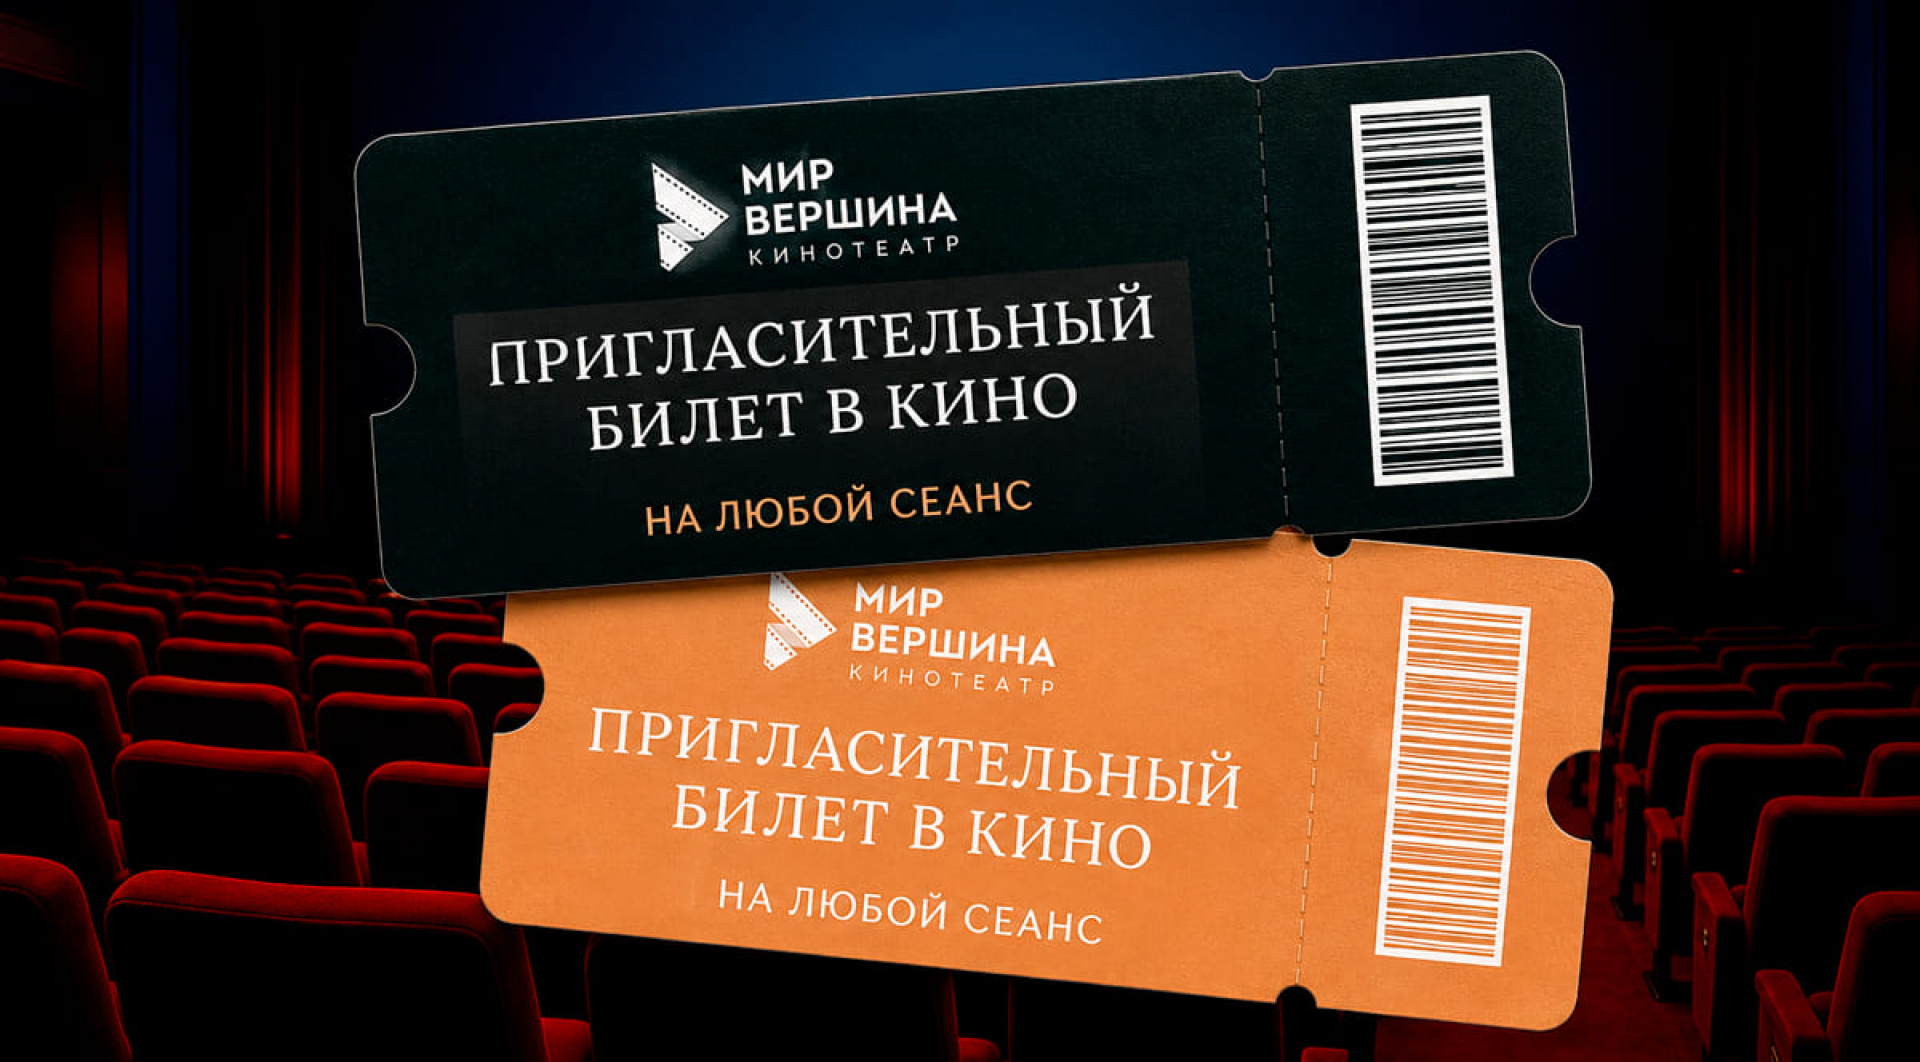 МИР
ВЕРШИНА
КИНОТЕАТР
ПРИГЛАСИТЕЛЬНЫЙ
БИЛЕТ В КИНО
НА ЛЮБОЙ СЕАНС
МИР
ВЕРШИНА
КИНОТЕАТР
ПРИГЛАСИТЕЛЬНЫЙ
БИЛЕТ В КИНО
НА ЛЮБОЙ СЕАНС